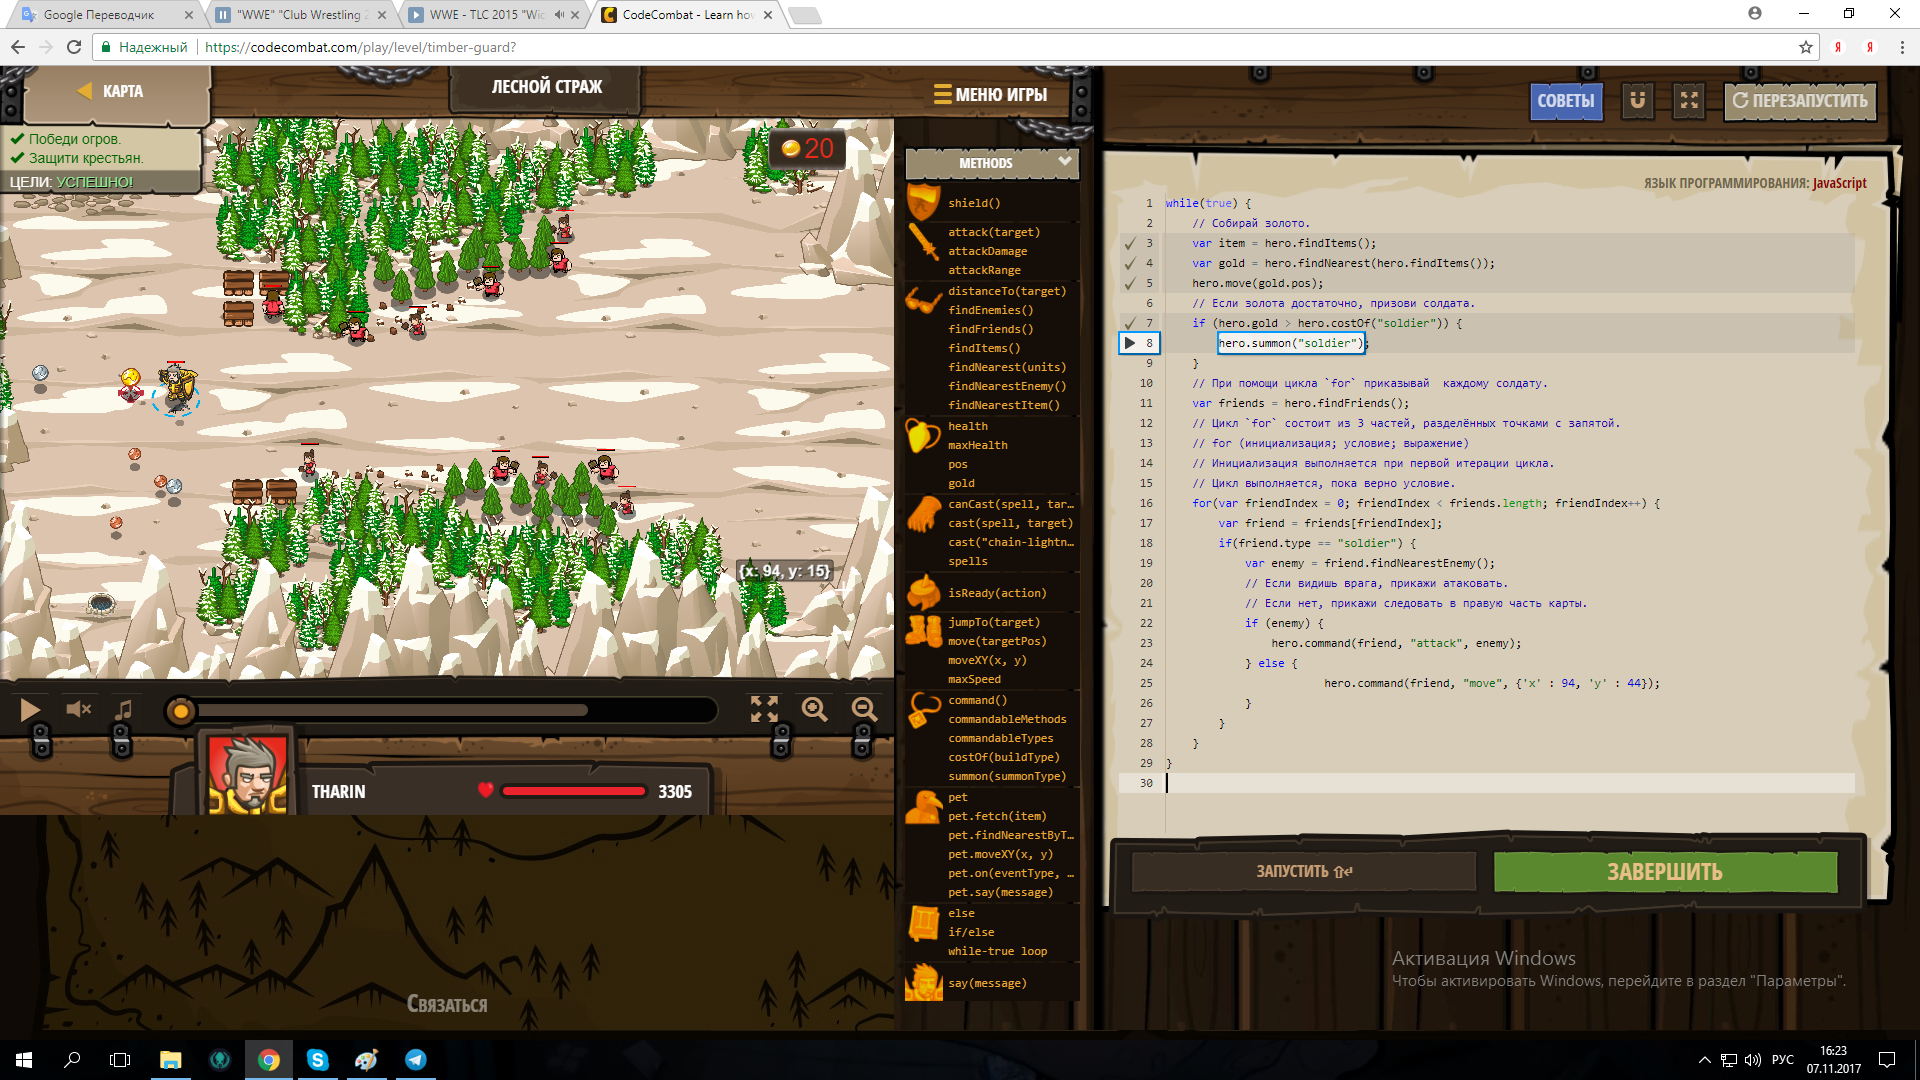 Google Переводчик
"WWE" "Club Wrestling 2
WWE - TLC 2015 "Wic
CodeCombat - Learn how
Надежный
https://codecombat.com/play/level/timber-guard?
КАРТА
ЛЕСНОЙ СТРАЖ
МЕНЮ ИГРЫ
СОВЕТЫ
ПЕРЕЗАПУСТИТЬ
Победи огров.
Защити крестьян.
ЦЕЛИ: УСПЕШНО!
20
{x: 94, y: 15}
THARIN
3305
Связаться
METHODS
shield()
attack(target)
attackDamage
attackRange
distanceTo(target)
findEnemies()
findFriends()
findItems()
findNearest(units)
findNearestEnemy()
findNearestItem()
health
maxHealth
pos
gold
canCast(spell, tar…
cast(spell, target)
cast("chain-lightn…
spells
isReady(action)
jumpTo(target)
move(targetPos)
moveXY(x, y)
maxSpeed
command()
commandableMethods
commandableTypes
costOf(buildType)
summon(summonType)
pet
pet.fetch(item)
pet.findNearestByT…
pet.moveXY(x, y)
pet.on(eventType, …
pet.say(message)
else
if/else
while-true loop
say(message)
ЯЗЫК ПРОГРАММИРОВАНИЯ: JavaScript
1 while(true) {
2 // Собирай золото.
3 var item = hero.findItems();
4 var gold = hero.findNearest(hero.findItems());
5 hero.move(gold.pos);
6 // Если золота достаточно, призови солдата.
7 if (hero.gold > hero.costOf("soldier")) {
8 hero.summon("soldier");
9 }
10 // При помощи цикла `for` приказывай  каждому солдату.
11 var friends = hero.findFriends();
12 // Цикл `for` состоит из 3 частей, разделённых точками с запятой.
13 // for (инициализация; условие; выражение)
14 // Инициализация выполняется при первой итерации цикла.
15 // Цикл выполняется, пока верно условие.
16 for(var friendIndex = 0; friendIndex < friends.length; friendIndex++) {
17 var friend = friends[friendIndex];
18 if(friend.type == "soldier") {
19 var enemy = friend.findNearestEnemy();
20 // Если видишь врага, прикажи атаковать.
21 // Если нет, прикажи следовать в правую часть карты.
22 if (enemy) {
23 hero.command(friend, "attack", enemy);
24 } else {
25 hero.command(friend, "move", {'x' : 94, 'y' : 44});
26 }
27 }
28 }
29 }
30
ЗАПУСТИТЬ
ЗАВЕРШИТЬ
Активация Windows
Чтобы активировать Windows, перейдите в раздел "Параметры".
РУС
16:23
07.11.2017